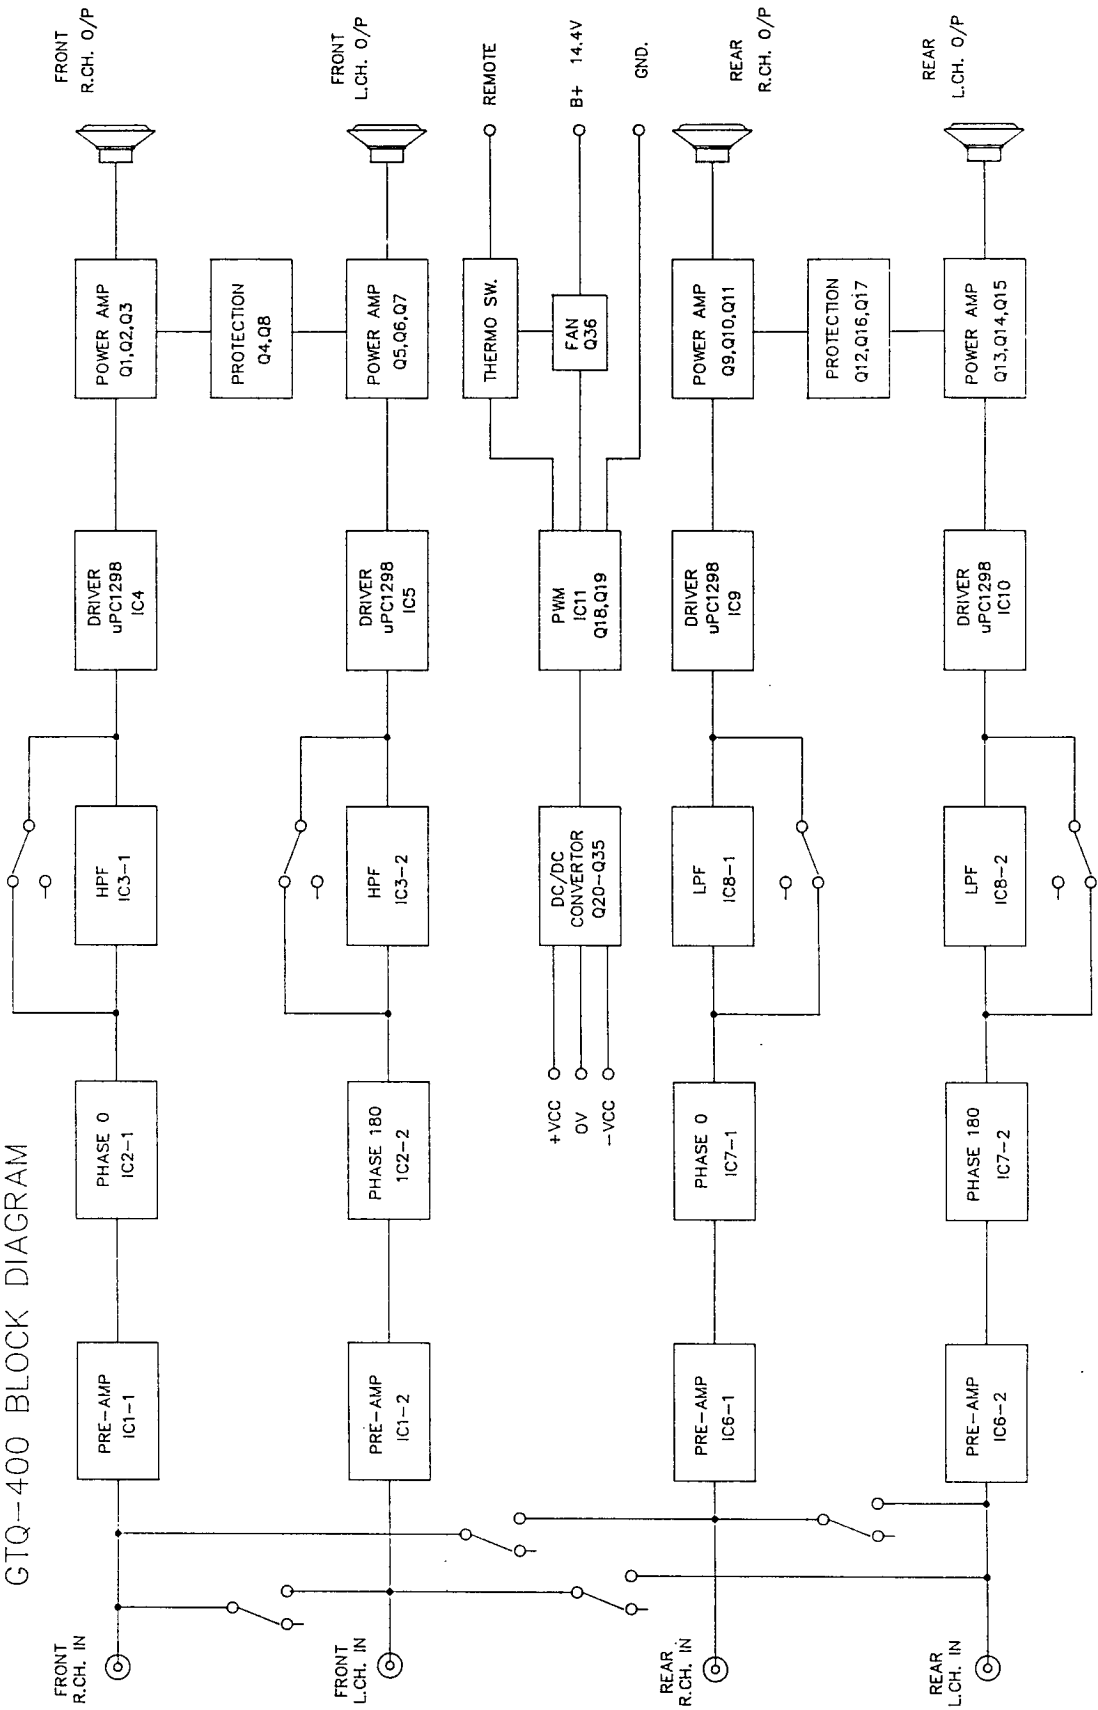 GTQ-400 BLOCK DIAGRAM
FRONT
R.CH. IN
PRE-AMP
IC1-1
PHASE 0
IC2-1
HPF
IC3-1
DRIVER
uPC1298
IC4
POWER AMP
Q1,Q2,Q3
FRONT
R.CH. O/P
PROTECTION
Q4,Q8
FRONT
L.CH. IN
PRE-AMP
IC1-2
PHASE 180
1C2-2
HPF
IC3-2
DRIVER
uPC1298
IC5
POWER AMP
Q5,Q6,Q7
FRONT
L.CH. O/P
THERMO SW.
REMOTE
+VCC
0V
-VCC
DC/DC
CONVERTOR
Q20-Q35
PWM
IC11
Q18,Q19
FAN
Q36
B+ 14.4V
GND.
REAR
R.CH. IN
PRE-AMP
IC6-1
PHASE 0
IC7-1
LPF
IC8-1
DRIVER
uPC1298
IC9
POWER AMP
Q9,Q10,Q11
REAR
R.CH. O/P
PROTECTION
Q12,Q16,Q17
REAR
L.CH. IN
PRE-AMP
IC6-2
PHASE 180
IC7-2
LPF
IC8-2
DRIVER
uPC1298
IC10
POWER AMP
Q13,Q14,Q15
REAR
L.CH. O/P